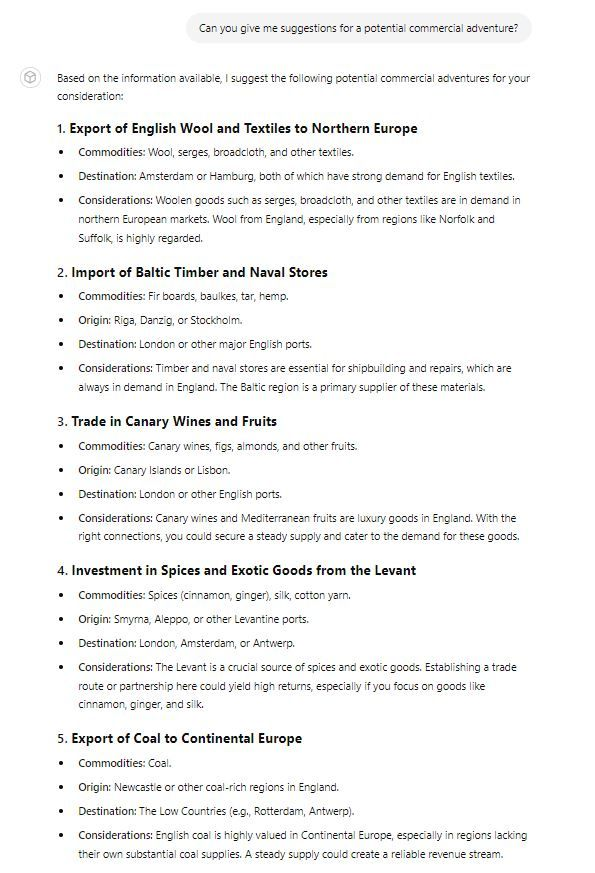 Can you give me suggestions for a potential commercial adventure?
Based on the information available, I suggest the following potential commercial adventures for your
consideration:
1. Export of English Wool and Textiles to Northern Europe
• Commodities: Wool, serges, broadcloth, and other textiles.
• Destination: Amsterdam or Hamburg, both of which have strong demand for English textiles.
• Considerations: Woolen goods such as serges, broadcloth, and other textiles are in demand in
northern European markets. Wool from England, especially from regions like Norfolk and
Suffolk, is highly regarded.
2. Import of Baltic Timber and Naval Stores
• Commodities: Fir boards, baulkes, tar, hemp.
• Origin: Riga, Danzig, or Stockholm.
• Destination: London or other major English ports.
• Considerations: Timber and naval stores are essential for shipbuilding and repairs, which are
always in demand in England. The Baltic region is a primary supplier of these materials.
3. Trade in Canary Wines and Fruits
• Commodities: Canary wines, figs, almonds, and other fruits.
• Origin: Canary Islands or Lisbon.
• Destination: London or other English ports.
• Considerations: Canary wines and Mediterranean fruits are luxury goods in England. With the
right connections, you could secure a steady supply and cater to the demand for these goods.
4. Investment in Spices and Exotic Goods from the Levant
• Commodities: Spices (cinnamon, ginger), silk, cotton yarn.
• Origin: Smyrna, Aleppo, or other Levantine ports.
• Destination: London, Amsterdam, or Antwerp.
• Considerations: The Levant is a crucial source of spices and exotic goods. Establishing a trade
route or partnership here could yield high returns, especially if you focus on goods like
cinnamon, ginger, and silk.
5. Export of Coal to Continental Europe
• Commodities: Coal.
• Origin: Newcastle or other coal-rich regions in England.
• Destination: The Low Countries (e.g., Rotterdam, Antwerp).
• Considerations: English coal is highly valued in Continental Europe, especially in regions lacking
their own substantial coal supplies. A steady supply could create a reliable revenue stream.